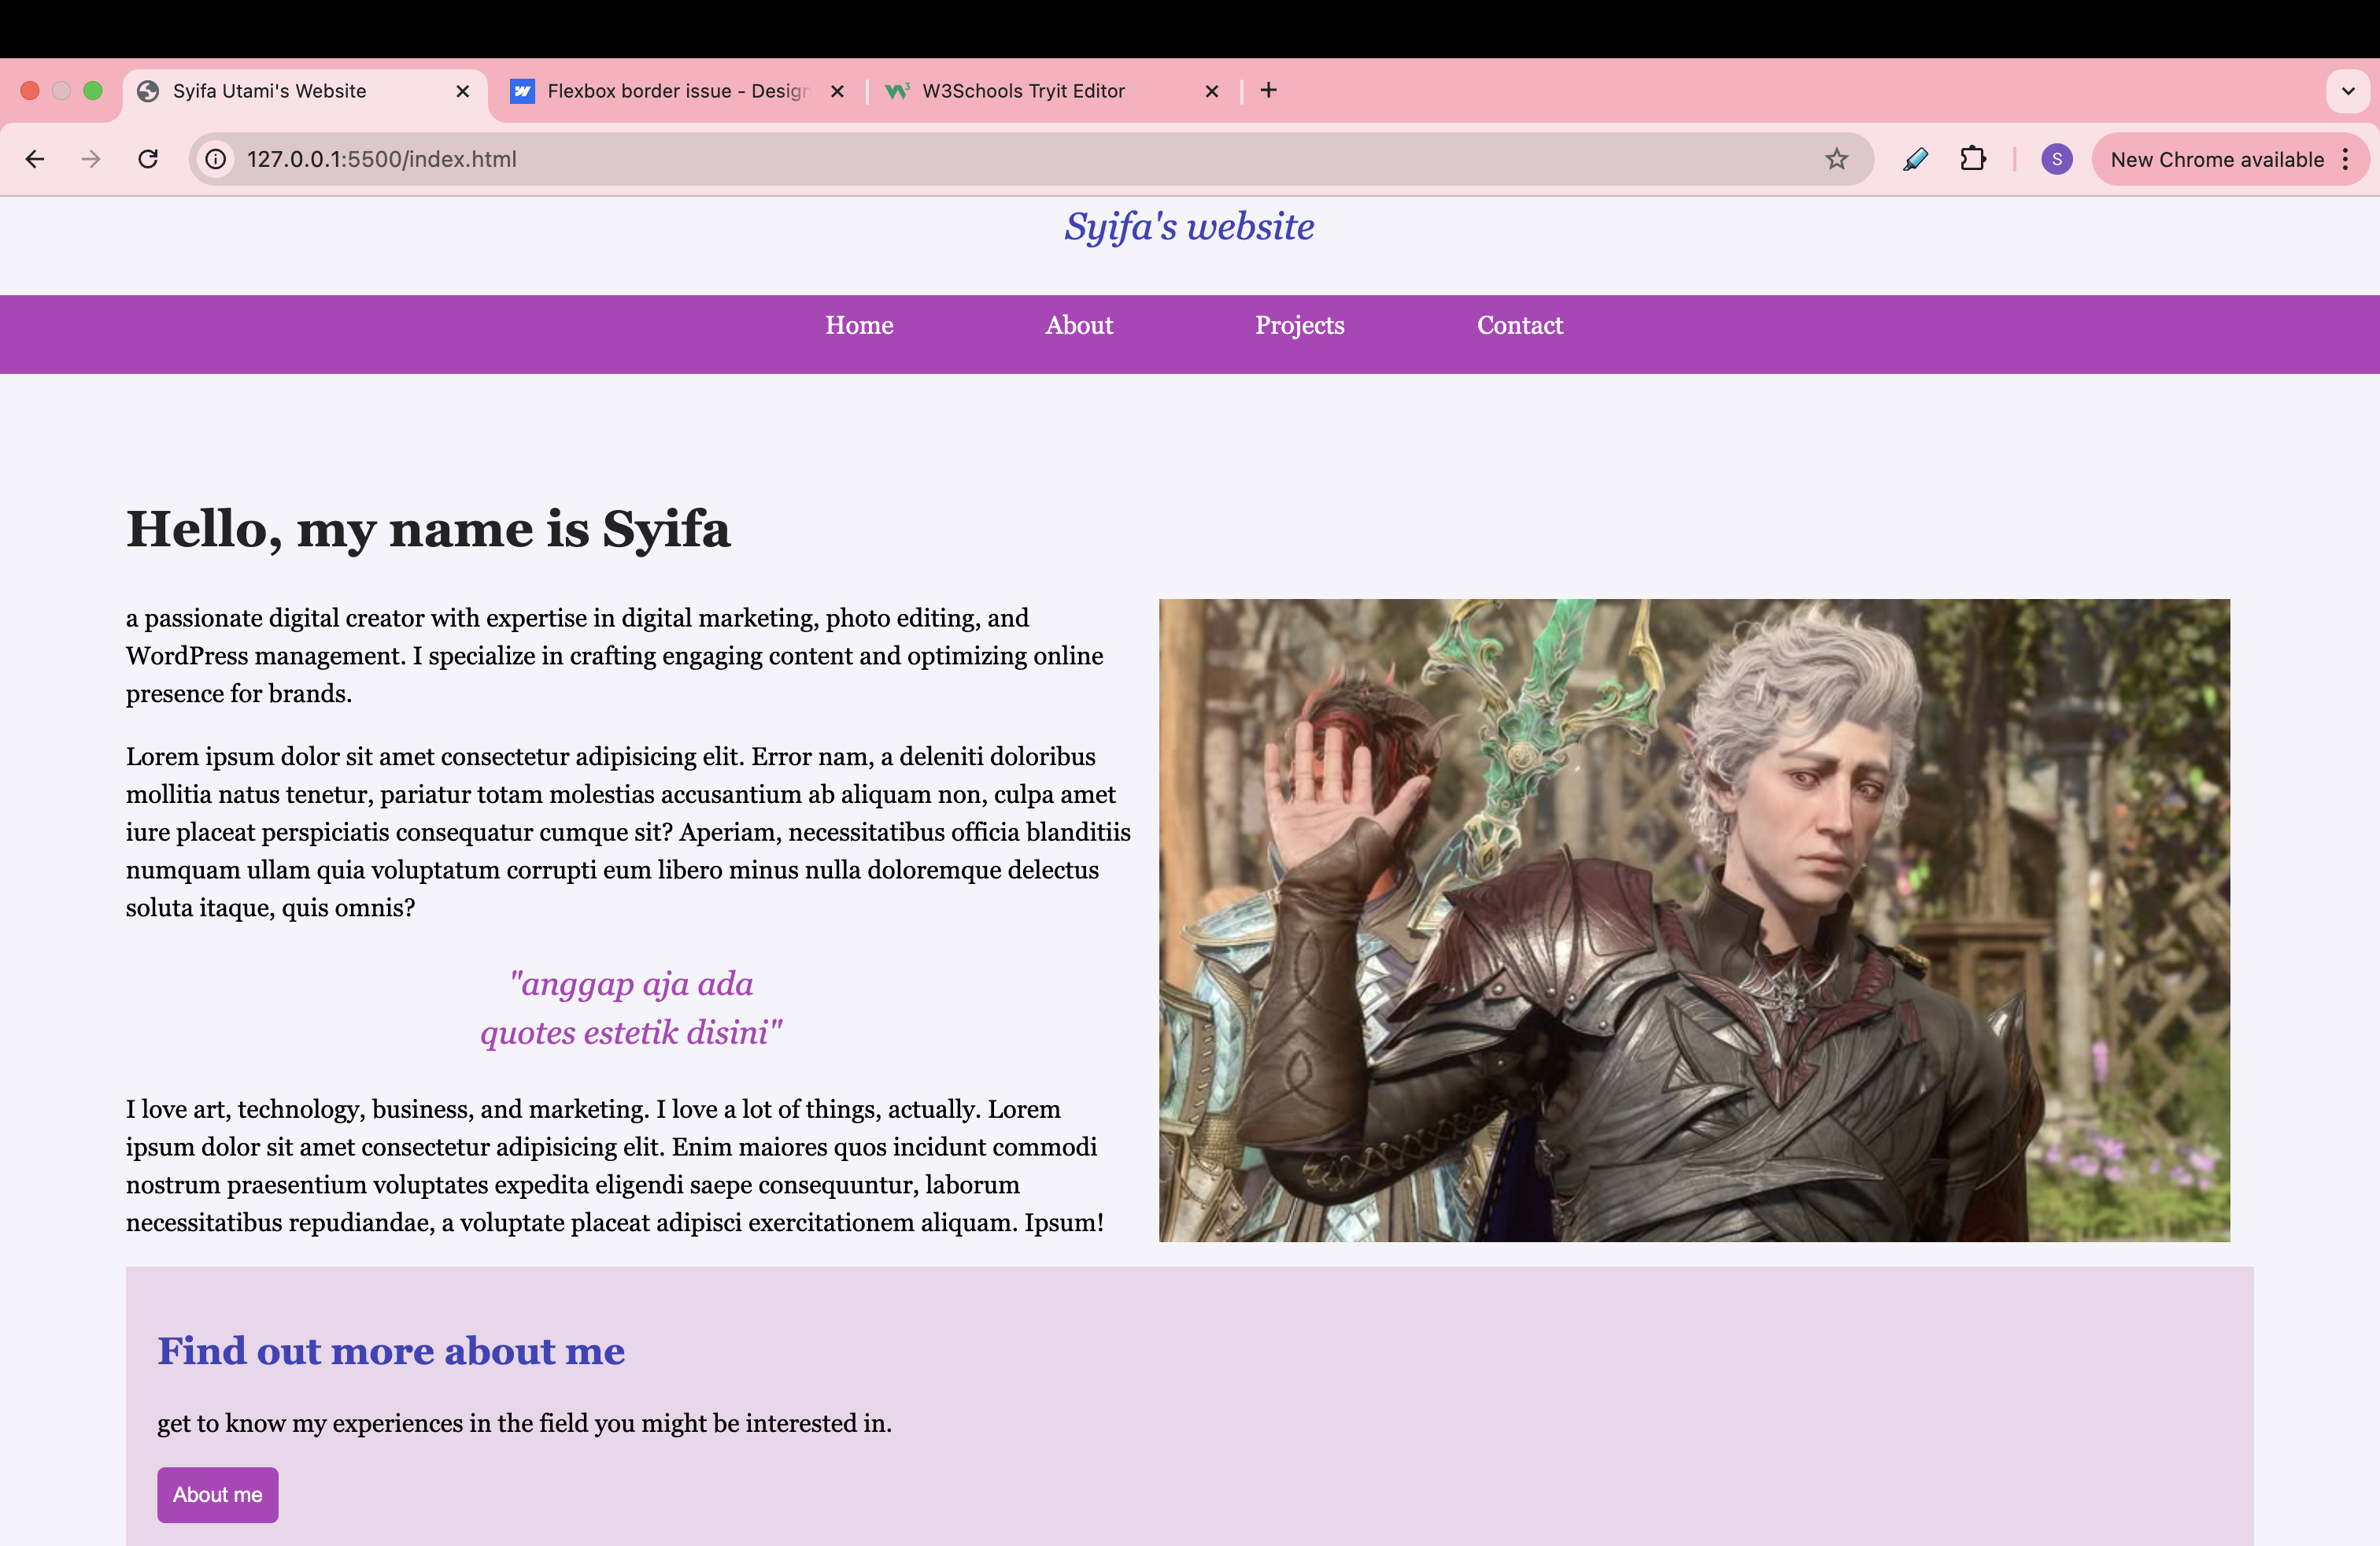 Syifa Utami's Website
Flexbox border issue - Design
W3Schools Tryit Editor
127.0.0.1:5500/index.html
S
New Chrome available
Syifa's website
Home
About
Projects
Contact
Hello, my name is Syifa
a passionate digital creator with expertise in digital marketing, photo editing, and
WordPress management. I specialize in crafting engaging content and optimizing online
presence for brands.
Lorem ipsum dolor sit amet consectetur adipisicing elit. Error nam, a deleniti doloribus
mollitia natus tenetur, pariatur totam molestias accusantium ab aliquam non, culpa amet
iure placeat perspiciatis consequatur cumque sit? Aperiam, necessitatibus officia blanditiis
numquam ullam quia voluptatum corrupti eum libero minus nulla doloremque delectus
soluta itaque, quis omnis?
"anggap aja ada
quotes estetik disini"
I love art, technology, business, and marketing. I love a lot of things, actually. Lorem
ipsum dolor sit amet consectetur adipisicing elit. Enim maiores quos incidunt commodi
nostrum praesentium voluptates expedita eligendi saepe consequuntur, laborum
necessitatibus repudiandae, a voluptate placeat adipisci exercitationem aliquam. Ipsum!
Find out more about me
get to know my experiences in the field you might be interested in.
About me